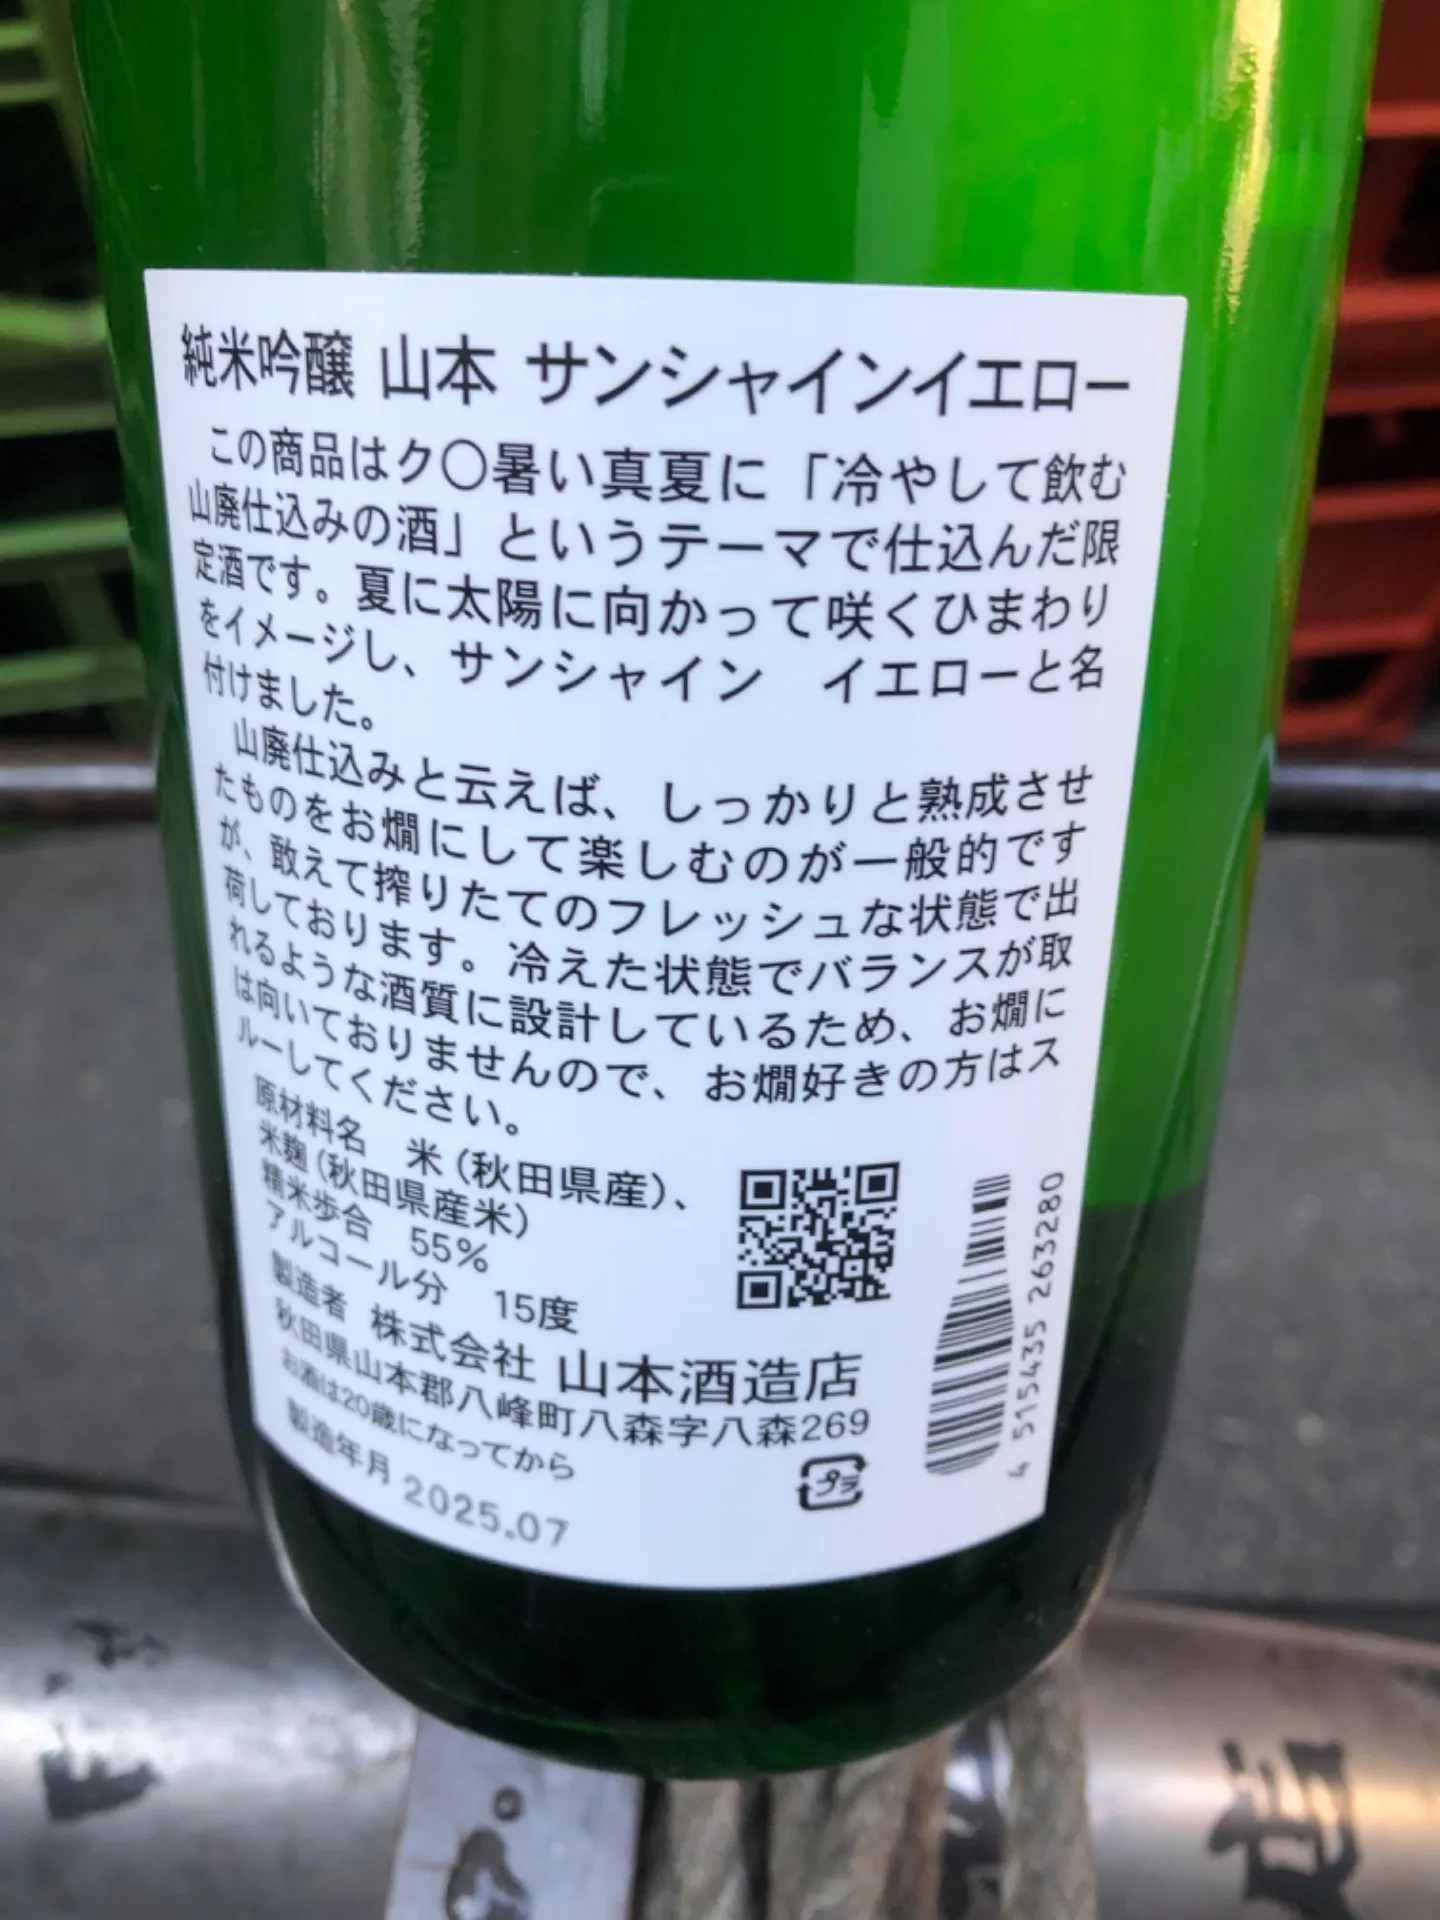 純米吟醸 山本 サンシャインイエロー
この商品はク〇暑い真夏に「冷やして飲む
山廃仕込みの酒」というテーマで仕込んだ限
定酒です。夏に太陽に向かって咲くひまわり
をイメージし、サンシャイン　イエローと名
付けました。
山廃仕込みと云えば、しっかりと熟成させ
たものをお燗にして楽しむのが一般的です
が、敢えて搾りたてのフレッシュな状態で出
荷しております。冷えた状態でバランスが取
れるような酒質に設計しているため、お燗に
は向いておりませんので、お燗好きの方はス
ルーしてください。
原材料名　米(秋田県産)、
米麹(秋田県産米)
精米歩合　55%
アルコール分　15度
製造者 株式会社 山本酒造店
秋田県山本郡八峰町八森字八森269
お酒は20歳になってから
製造年月 2025.07
プラ
4 515435 263280